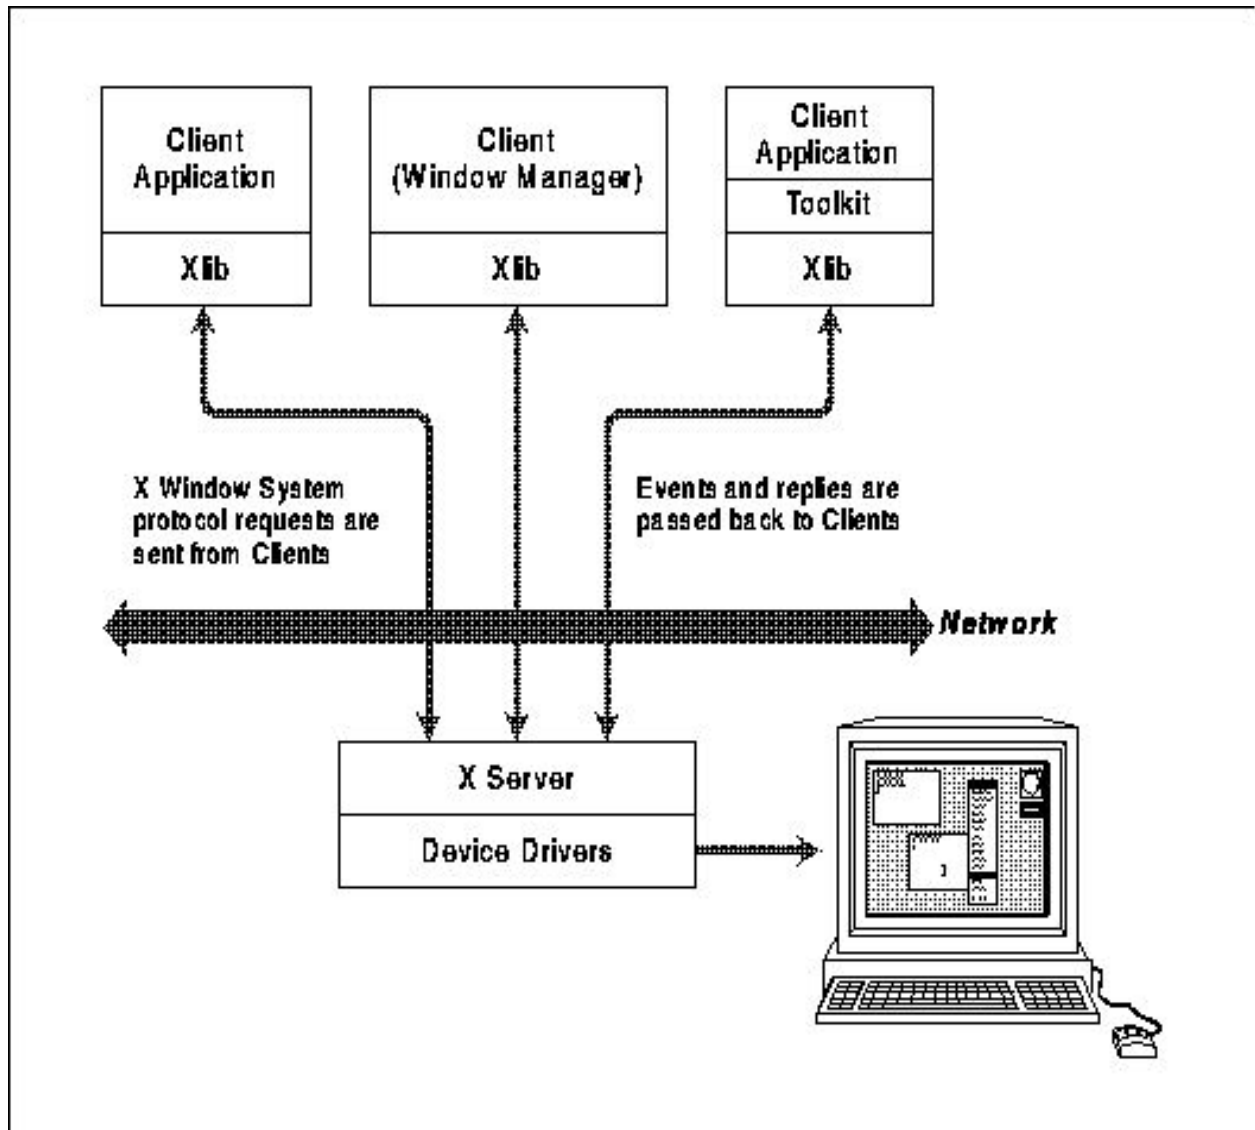 Client
Application
Xlib
Client
(Window Manager)
Xlib
Client
Application
Toolkit
Xlib
X Window System
protocol requests are
sent from Clients
Events and replies are
passed back to Clients
Network
X Server
Device Drivers